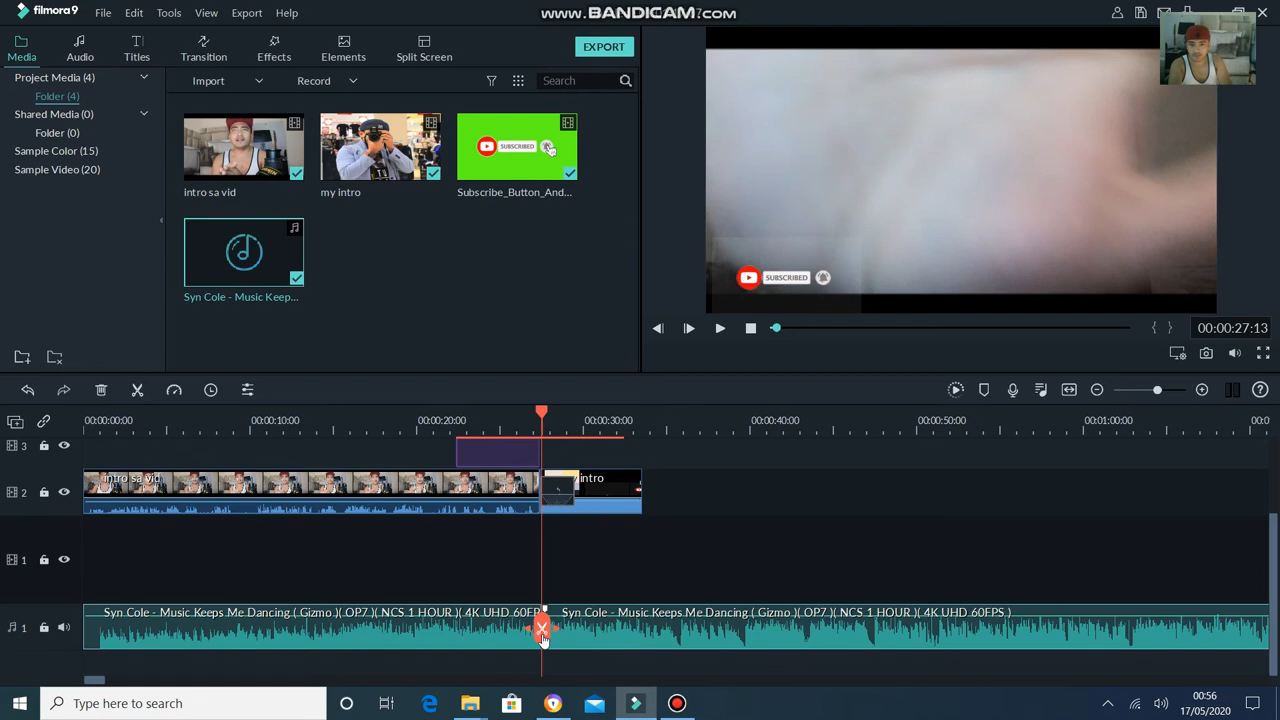 filmora9
File
Edit
Tools
View
Export
Help
www.BANDICAM.com
Media
Audio
Titles
Transition
Effects
Elements
Split Screen
EXPORT
Project Media (4)
Folder (4)
Shared Media (0)
Folder (0)
Sample Color (15)
Sample Video (20)
Import
Record
Search
intro sa vid
my intro
SUBSCRIBED
Subscribe_Button_And...
Syn Cole - Music Keep...
SUBSCRIBED
00:00:27:13
00:00:00:00
00:00:10:00
00:00:20:00
00:00:30:00
00:00:40:00
00:00:50:00
00:01:00:00
3
2
intro sa vid
intro
1
1
Syn Cole - Music Keeps Me Dancing ( Gizmo )( OP7 )( NCS 1 HOUR )( 4K UHD 60FP
Syn Cole - Music Keeps Me Dancing ( Gizmo )( OP7 )( NCS 1 HOUR )( 4K UHD 60FPS )
Type here to search
00:56
17/05/2020